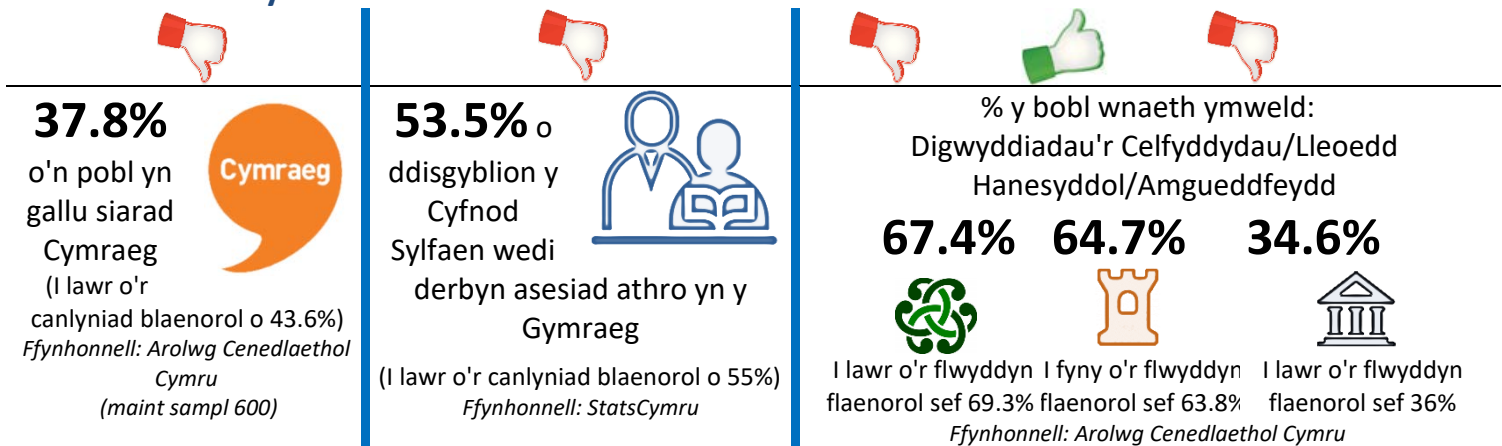 37.8%
o'n pobl yn
gallu siarad
Cymraeg
(I lawr o'r
canlyniad blaenorol o 43.6%)
Ffynhonnell: Arolwg Cenedlaethol
Cymru
(maint sampl 600)
Cymraeg
53.5% o
ddisgyblion y
Cyfnod
Sylfaen wedi
derbyn asesiad athro yn y
Gymraeg
(I lawr o'r canlyniad blaenorol o 55%)
Ffynhonnell: StatsCymru
% y bobl wnaeth ymweld:
Digwyddiadau'r Celfyddydau/Lleoedd
Hanesyddol/Amgueddfeydd
67.4% 64.7% 34.6%
I lawr o'r flwyddyn
flaenorol sef 69.3%
I fyny o'r flwyddyn
flaenorol sef 63.8%
I lawr o'r flwyddyn
flaenorol sef 36%
Ffynhonnell: Arolwg Cenedlaethol Cymru